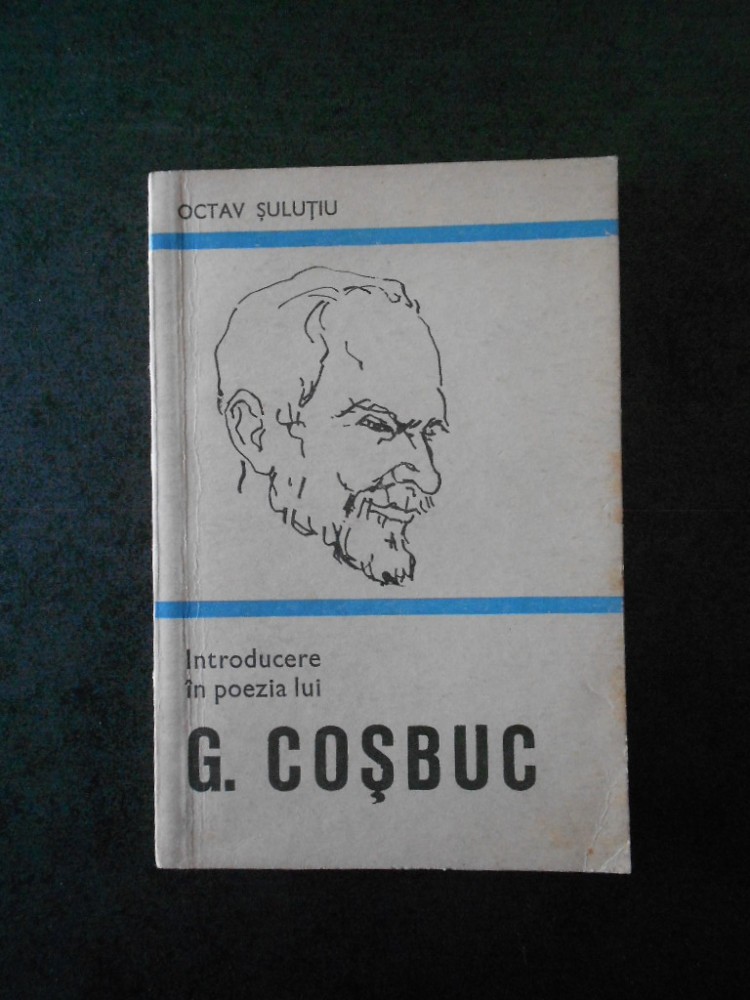 OCTAV ŞULUŢIU
Introducere
în poezia lui
G. COŞBUC